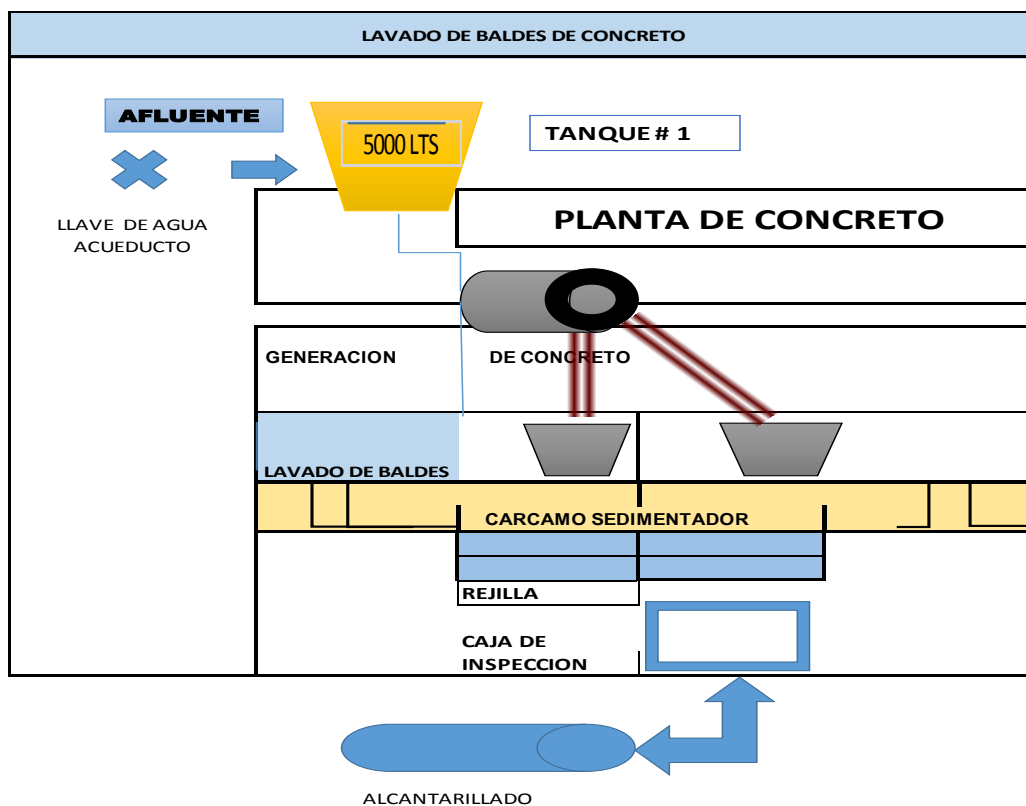 LAVADO DE BALDES DE CONCRETO
AFLUENTE
5000 LTS
TANQUE # 1
LLAVE DE AGUA
ACUEDUCTO
PLANTA DE CONCRETO
GENERACION DE CONCRETO
LAVADO DE BALDES
CARCAMO SEDIMENTADOR
REJILLA
CAJA DE
INSPECCION
ALCANTARILLADO